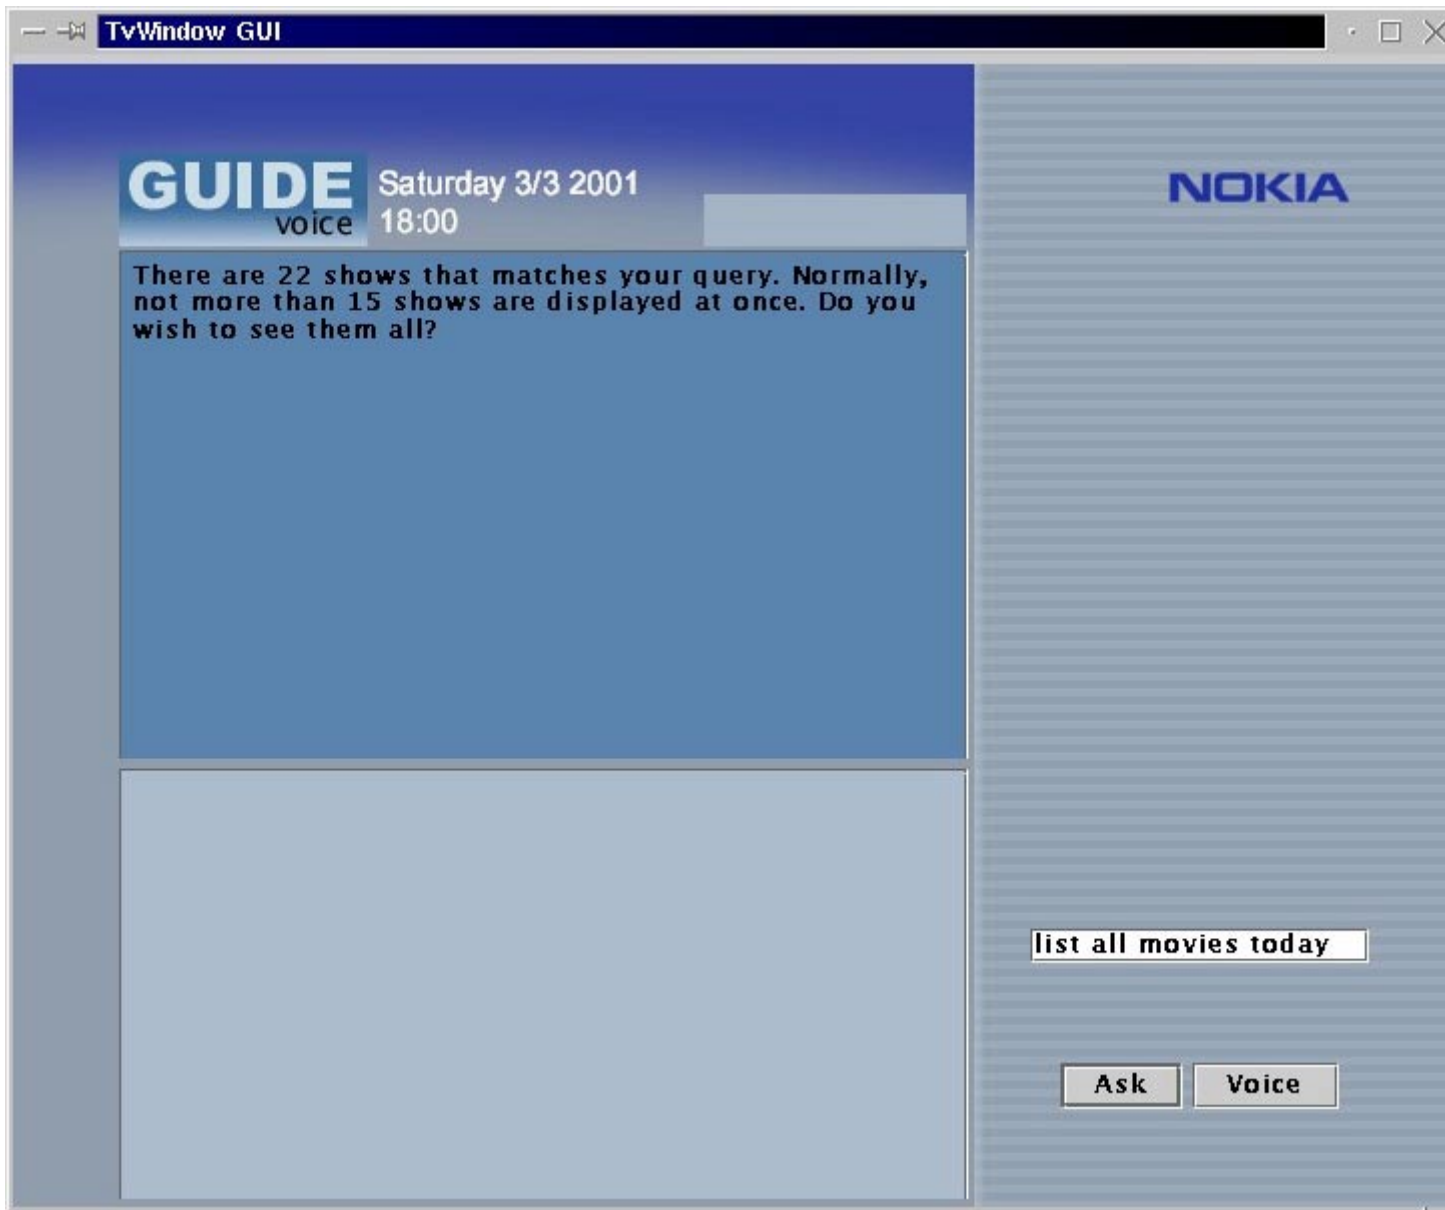 TvWindow GUI
GUIDE
voice
Saturday 3/3 2001
18:00
NOKIA
There are 22 shows that matches your query. Normally,
not more than 15 shows are displayed at once. Do you
wish to see them all?
list all movies today
Ask
Voice